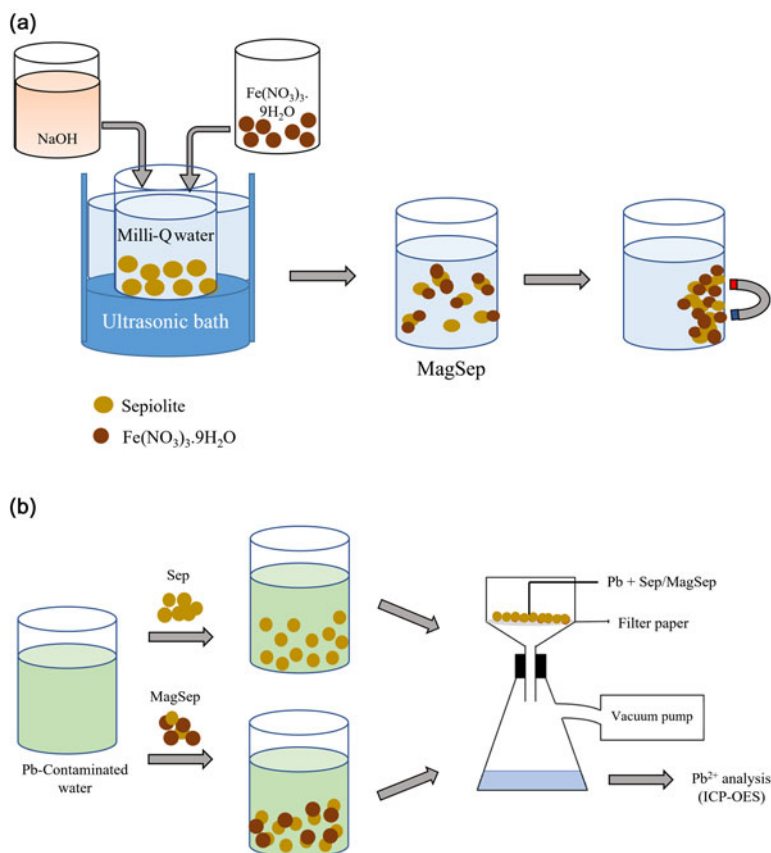 (a)
NaOH
Fe(NO₃)₃.
9H₂O
Milli-Q water
Ultrasonic bath
MagSep
Sepiolite
Fe(NO₃)₃.9H₂O
(b)
Sep
MagSep
Pb-Contaminated
water
Pb + Sep/MagSep
Filter paper
Vacuum pump
Pb²⁺ analysis
(ICP-OES)